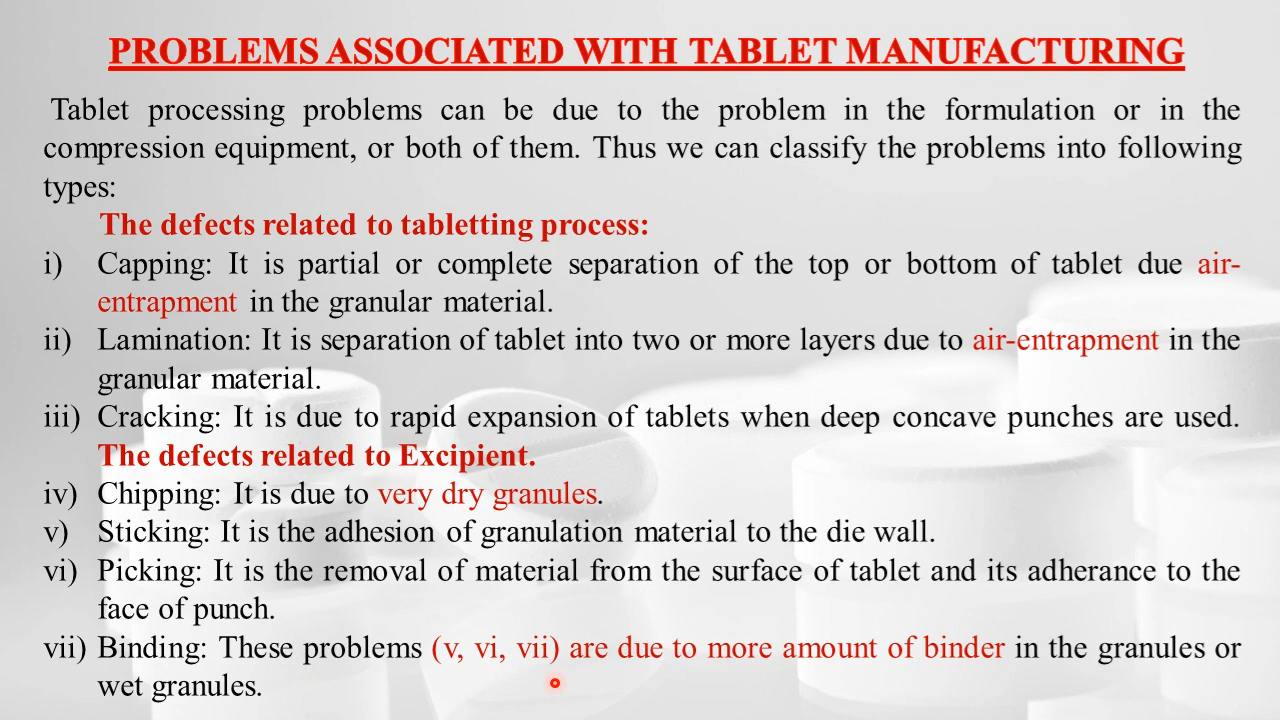 PROBLEMS ASSOCIATED WITH TABLET MANUFACTURING
Tablet processing problems can be due to the problem in the formulation or in the
compression equipment, or both of them. Thus we can classify the problems into following
types:
The defects related to tabletting process:
i) Capping: It is partial or complete separation of the top or bottom of tablet due air-
entrapment in the granular material.
ii) Lamination: It is separation of tablet into two or more layers due to air-entrapment in the
granular material.
iii) Cracking: It is due to rapid expansion of tablets when deep concave punches are used.
The defects related to Excipient.
iv) Chipping: It is due to very dry granules.
v) Sticking: It is the adhesion of granulation material to the die wall.
vi) Picking: It is the removal of material from the surface of tablet and its adherance to the
face of punch.
vii) Binding: These problems (v, vi, vii) are due to more amount of binder in the granules or
wet granules.